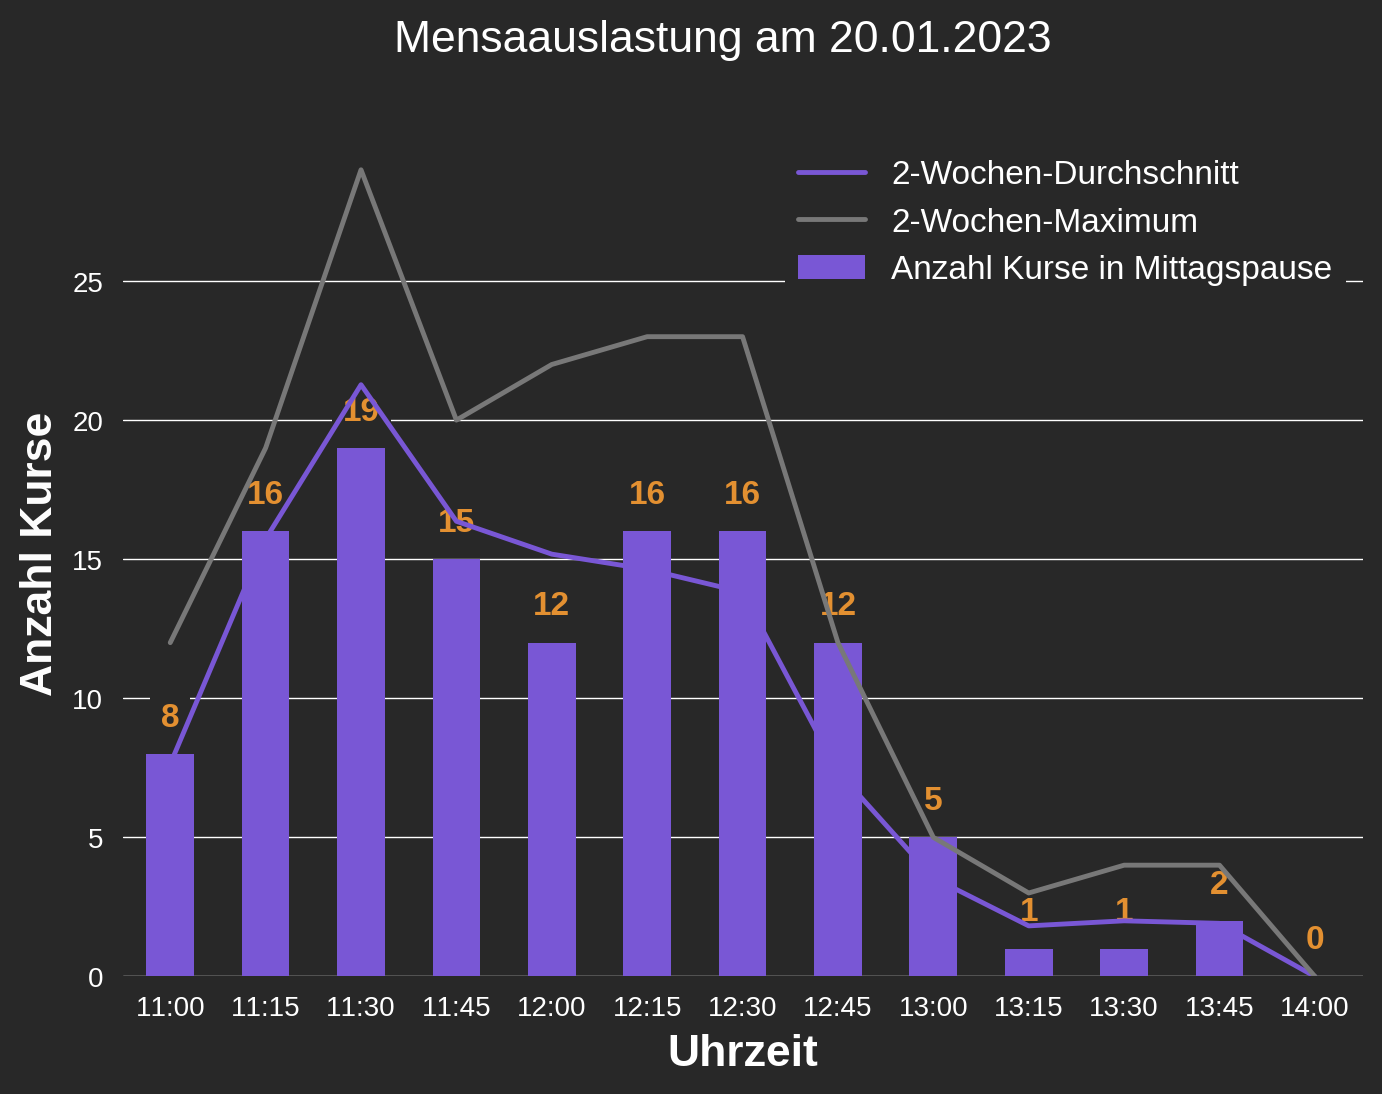 Mensaauslastung am 20.01.2023
2-Wochen-Durchschnitt
2-Wochen-Maximum
Anzahl Kurse in Mittagspause
Anzahl Kurse
25
20
15
10
5
0
8
16
19
15
12
16
16
12
5
1
1
2
0
11:00 11:15 11:30 11:45 12:00 12:15 12:30 12:45 13:00 13:15 13:30 13:45 14:00
Uhrzeit